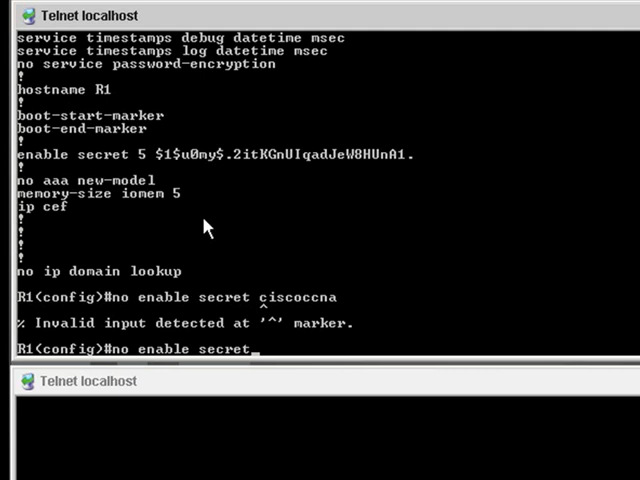 Telnet localhost
service timestamps debug datetime msec
service timestamps log datetime msec
no service password-encryption
!
hostname R1
!
boot-start-marker
boot-end-marker
!
enable secret 5 $1$u0my$.2itKGnUIqadJeW8HUnA1.
!
no aaa new-model
memory-size iomem 5
ip cef
!
!
!
!
no ip domain lookup
R1(config)#no enable secret ciscoccna
^
% Invalid input detected at '^' marker.
R1(config)#no enable secret_
Telnet localhost